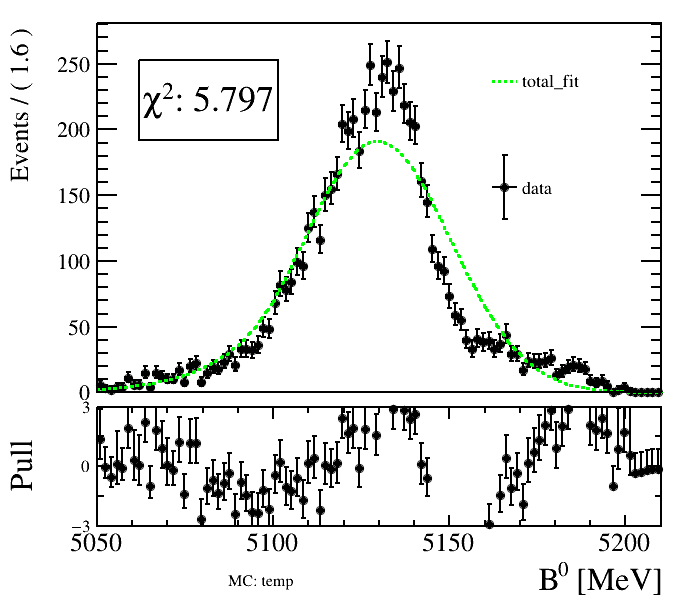 Events / ( 1.6 )
250
200
150
100
50
0
χ²: 5.797
total_fit
data
Pull
3
0
−3
5050
5100
5150
5200
MC: temp
B⁰ [MeV]